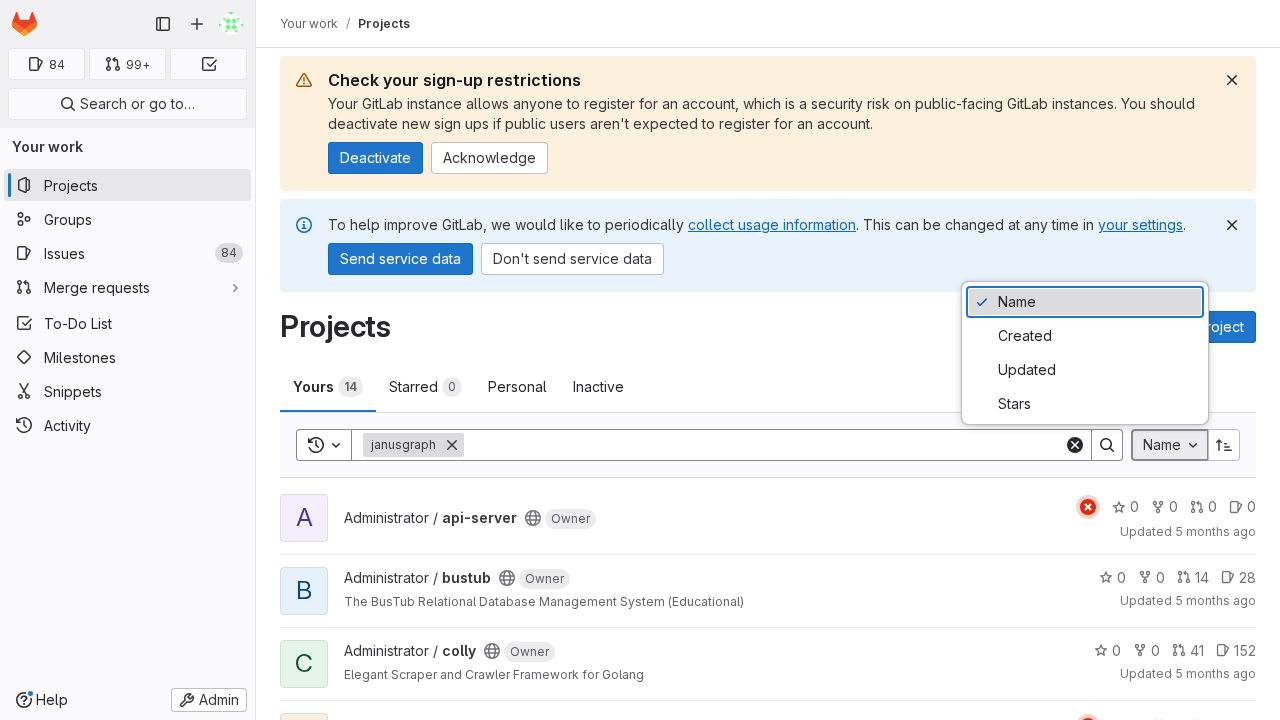 Your work / Projects
84
99+
Search or go to…
Your work
Projects
Groups
Issues 84
Merge requests
To-Do List
Milestones
Snippets
Activity
Help
Admin
Check your sign-up restrictions
Your GitLab instance allows anyone to register for an account, which is a security risk on public-facing GitLab instances. You should
deactivate new sign ups if public users aren't expected to register for an account.
Deactivate
Acknowledge
To help improve GitLab, we would like to periodically collect usage information. This can be changed at any time in your settings.
Send service data
Don't send service data
Projects
Name
Created
Updated
Stars
Yours 14
Starred 0
Personal
Inactive
janusgraph
Name
A
Administrator / api-server
Owner
0 0 0 0
Updated 5 months ago
B
Administrator / bustub
Owner
The BusTub Relational Database Management System (Educational)
0 0 14 28
Updated 5 months ago
C
Administrator / colly
Owner
Elegant Scraper and Crawler Framework for Golang
0 0 41 152
Updated 5 months ago